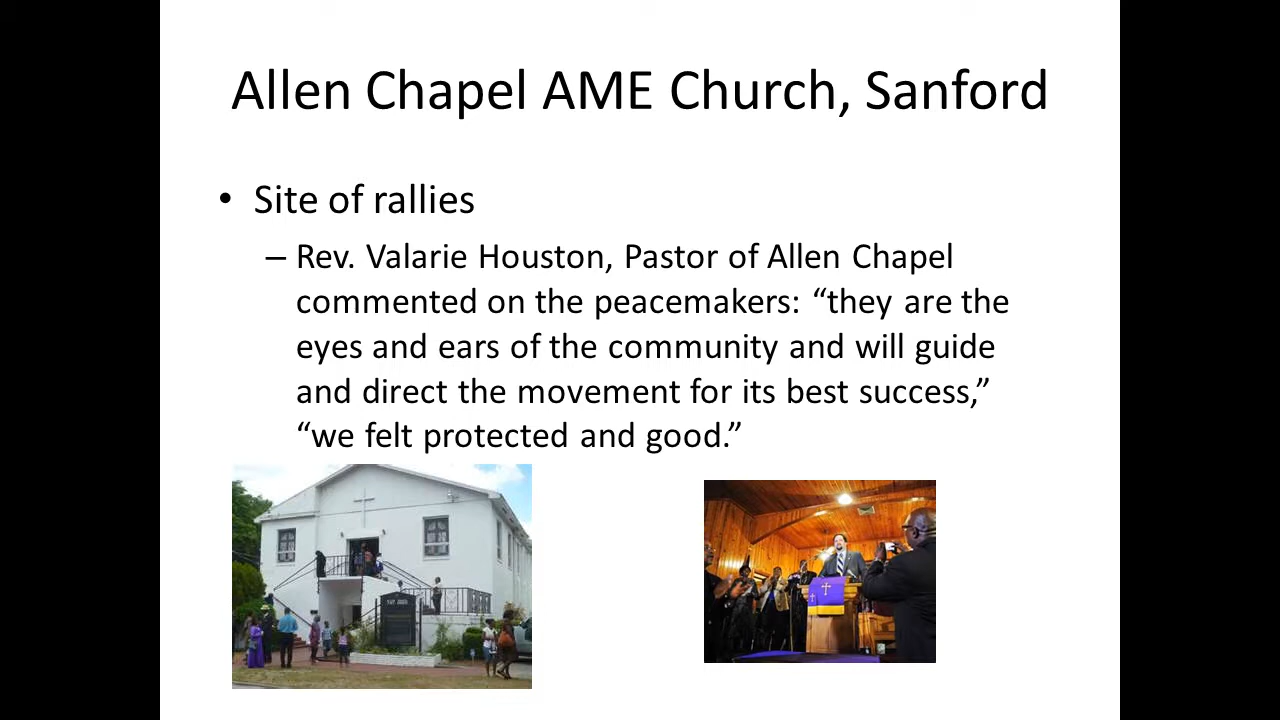 Allen Chapel AME Church, Sanford
• Site of rallies
– Rev. Valarie Houston, Pastor of Allen Chapel
commented on the peacemakers: “they are the
eyes and ears of the community and will guide
and direct the movement for its best success,”
“we felt protected and good.”